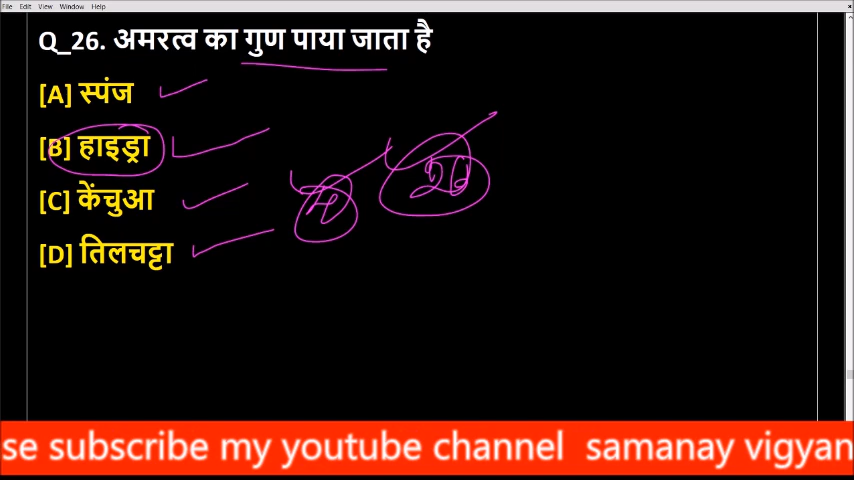 File Edit View Window Help
Q_26. अमरत्व का गुण पाया जाता है
[A] स्पंज
[B] हाइड्रा
[C] केंचुआ
[D] तिलचट्टा
se subscribe my youtube channel samanay vigyan